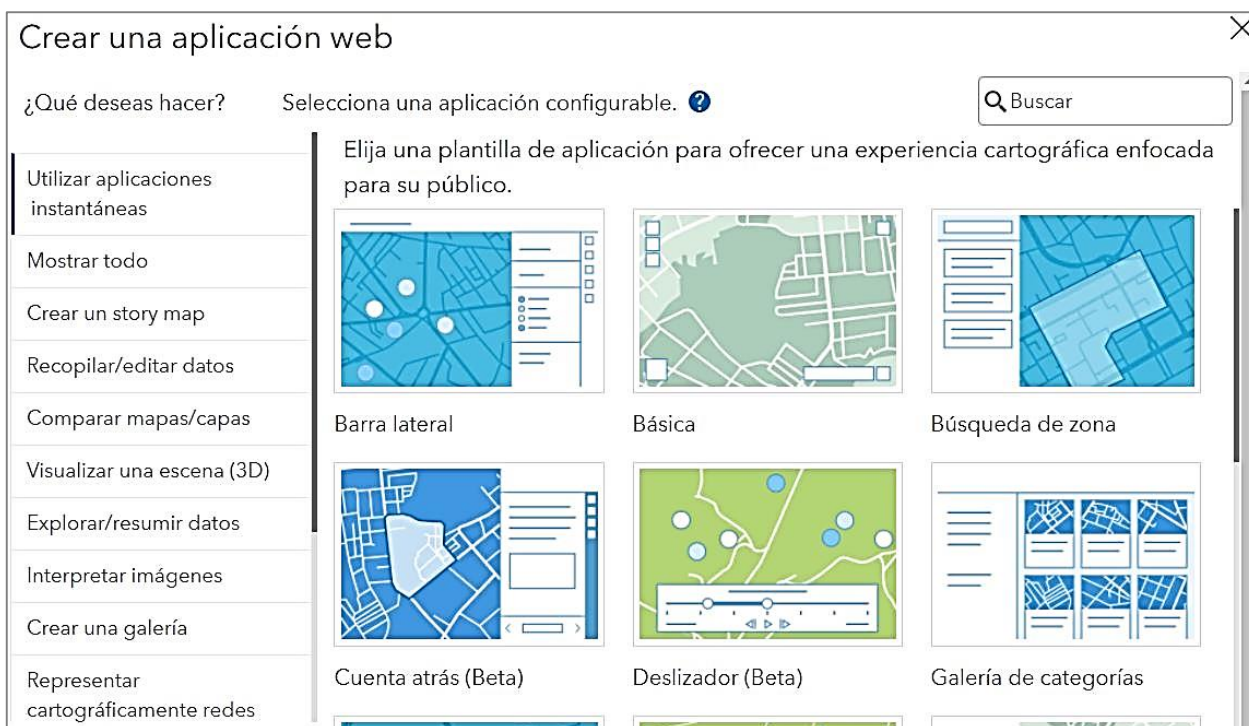 Crear una aplicación web
¿Qué deseas hacer?
Selecciona una aplicación configurable. ?
Buscar
Utilizar aplicaciones
instantáneas
Mostrar todo
Crear un story map
Recopilar/editar datos
Comparar mapas/capas
Visualizar una escena (3D)
Explorar/resumir datos
Interpretar imágenes
Crear una galería
Representar
cartográficamente redes
Elija una plantilla de aplicación para ofrecer una experiencia cartográfica enfocada
para su público.
Barra lateral
Básica
Búsqueda de zona
Cuenta atrás (Beta)
Deslizador (Beta)
Galería de categorías